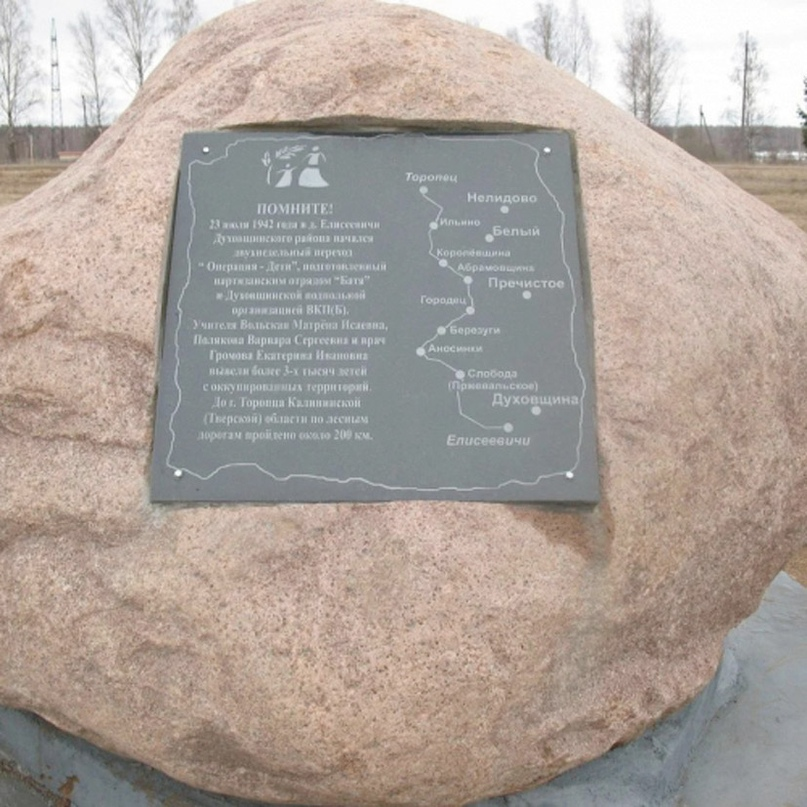 ПОМНИТЕ!
23 июля 1942 года в д. Елисеевичи
Духовщинского района начался
двухнедельный переход
“Операция - Дети”, подготовленный
партизанским отрядом “Батя”
и Духовщинской подпольной
организацией ВКП(Б).
Учителя Вольская Матрёна Исаевна,
Полякова Варвара Сергеевна и врач
Громова Екатерина Ивановна
вывели более 3-х тысяч детей
с оккупированных территорий.
До г. Торопца Калининской
(Тверской) области по лесным
дорогам пройдено около 200 км.
Торопец
Нелидово
Ильино
Белый
Королёвщина
Абрамовщина
Пречистое
Городец
Березуги
Аносинки
Слобода
(Пржевальское)
Духовщина
Елисеевичи